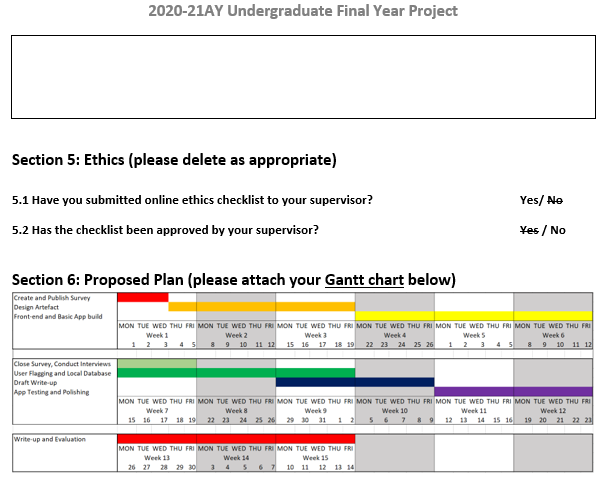 2020-21AY Undergraduate Final Year Project
Section 5: Ethics (please delete as appropriate)
5.1 Have you submitted online ethics checklist to your supervisor? Yes/ No
5.2 Has the checklist been approved by your supervisor? Yes / No
Section 6: Proposed Plan (please attach your Gantt chart below)
Create and Publish Survey
Design Artefact
Front-end and Basic App build
MON TUE WED THU FRI MON TUE WED THU FRI MON TUE WED THU FRI MON TUE WED THU FRI MON TUE WED THU FRI MON TUE WED THU FRI
Week 1 Week 2 Week 3 Week 4 Week 5 Week 6
1 2 3 4 5 8 9 10 11 12 15 16 17 18 19 22 23 24 25 26 1 2 3 4 5 8 9 10 11 12
Close Survey, Conduct Interviews
User Flagging and Local Database
Draft Write-up
App Testing and Polishing
MON TUE WED THU FRI MON TUE WED THU FRI MON TUE WED THU FRI MON TUE WED THU FRI MON TUE WED THU FRI MON TUE WED THU FRI
Week 7 Week 8 Week 9 Week 10 Week 11 Week 12
15 16 17 18 19 22 23 24 25 26 29 30 31 1 2 5 6 7 8 9 12 13 14 15 16 19 20 21 22 23
Write-up and Evaluation
MON TUE WED THU FRI MON TUE WED THU FRI MON TUE WED THU FRI
Week 13 Week 14 Week 15
26 27 28 29 30 3 4 5 6 7 10 11 12 13 14